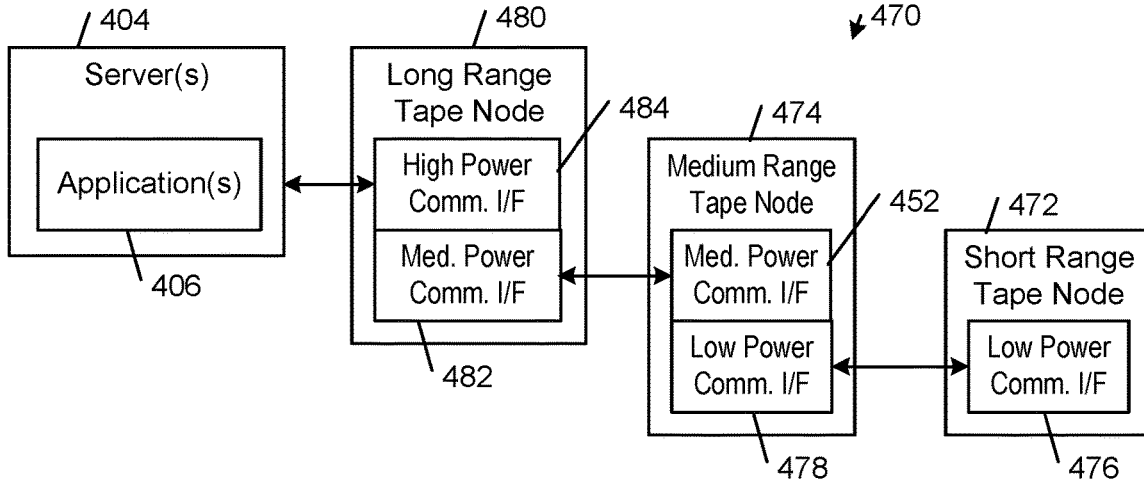 404
480
470
Server(s)
Application(s)
406
Long Range
Tape Node
484
High Power
Comm. I/F
Med. Power
Comm. I/F
482
474
Medium Range
Tape Node
452
Med. Power
Comm. I/F
Low Power
Comm. I/F
478
472
Short Range
Tape Node
Low Power
Comm. I/F
476